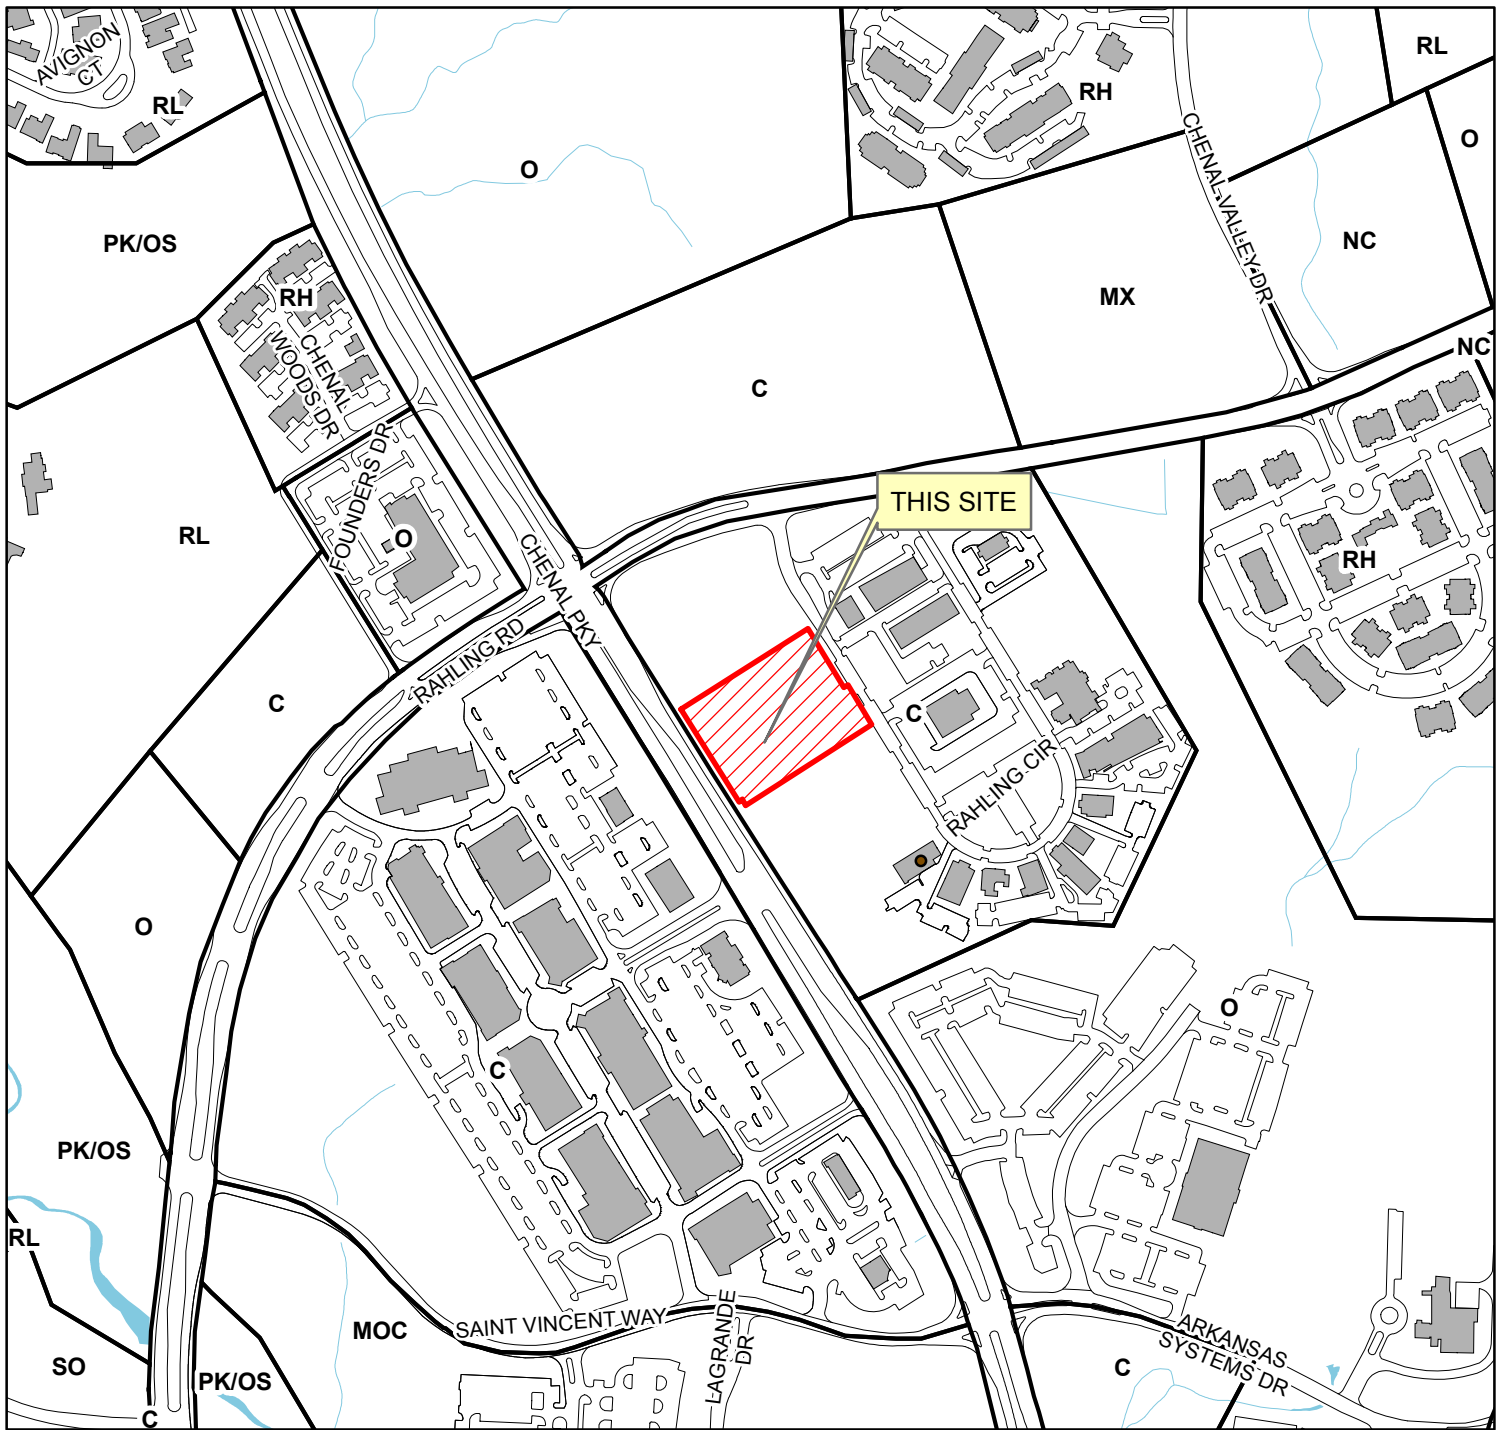 AVIGNON
CT
RL
RL
RH
O
O
CHENAL VALLEY DR
PK/OS
NC
RH
MX
CHENAL
WOODS DR
NC
C
FOUNDERS DR
THIS SITE
RL
O
CHENAL PKY
RH
RAHLING RD
C
C
RAHLING CIR
O
O
C
PK/OS
RL
MOC
SAINT VINCENT WAY
LAGRANDE
DR
ARKANSAS
SYSTEMS DR
SO
PK/OS
C
C